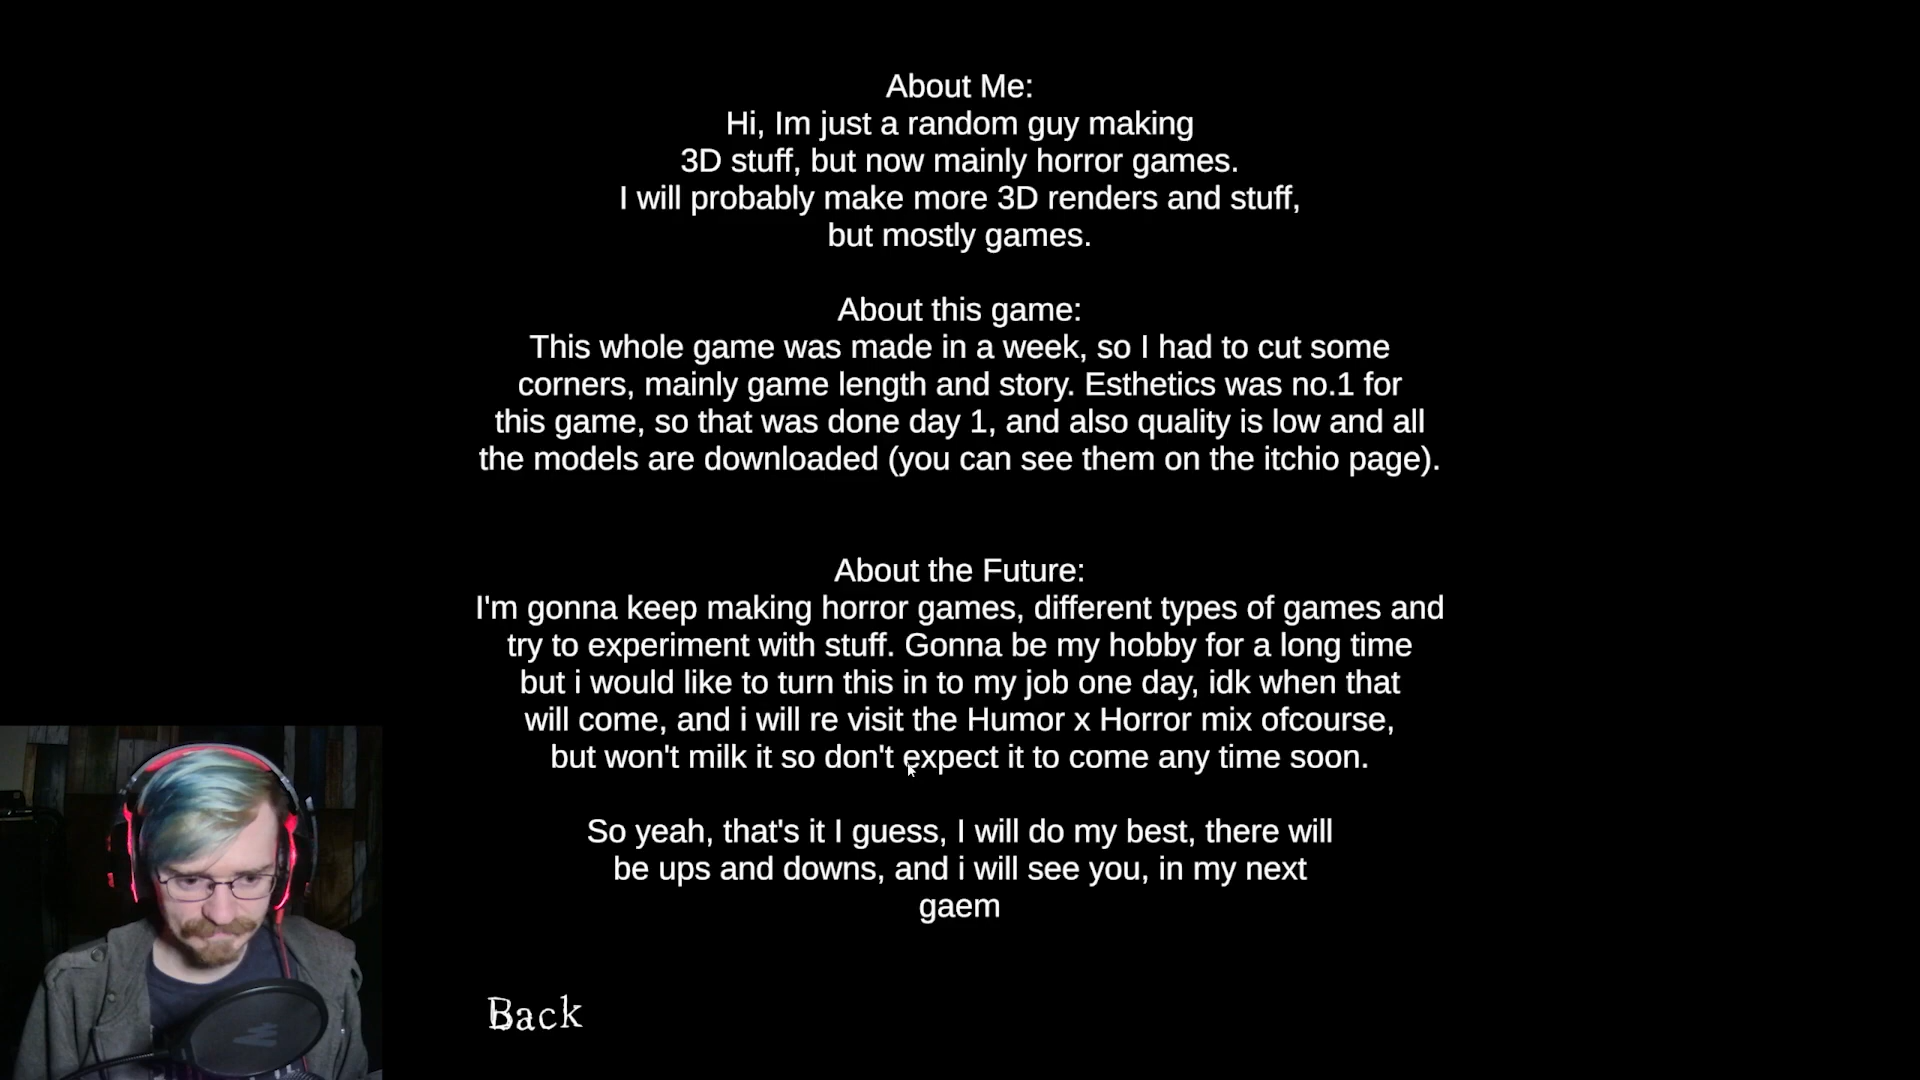 About Me:
Hi, Im just a random guy making
3D stuff, but now mainly horror games.
I will probably make more 3D renders and stuff,
but mostly games.
About this game:
This whole game was made in a week, so I had to cut some
corners, mainly game length and story. Esthetics was no.1 for
this game, so that was done day 1, and also quality is low and all
the models are downloaded (you can see them on the itchio page).
About the Future:
I'm gonna keep making horror games, different types of games and
try to experiment with stuff. Gonna be my hobby for a long time
but i would like to turn this in to my job one day, idk when that
will come, and i will re visit the Humor x Horror mix ofcourse,
but won't milk it so don't expect it to come any time soon.
So yeah, that's it I guess, I will do my best, there will
be ups and downs, and i will see you, in my next
gaem
Back